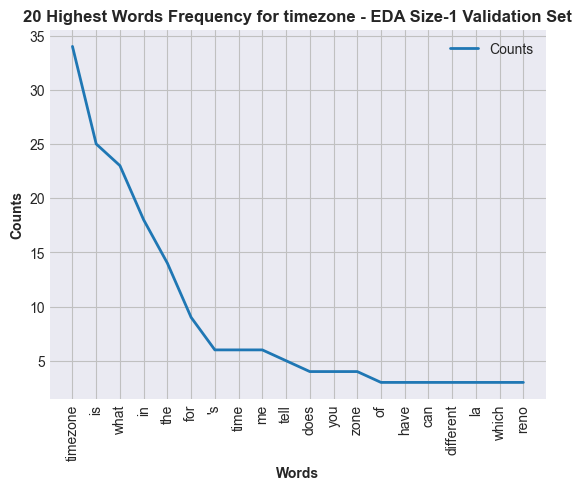 20 Highest Words Frequency for timezone - EDA Size-1 Validation Set
Counts
Counts
35
30
25
20
15
10
5
timezone
is
what
in
the
for
's
time
me
tell
does
you
zone
of
have
can
different
la
which
reno
Words